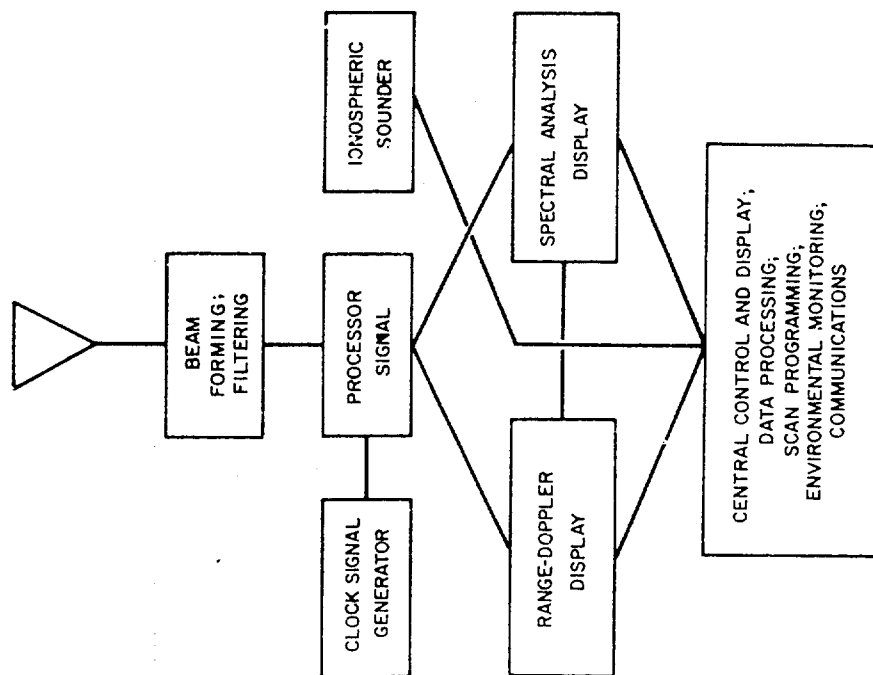 BEAM
FORMING;
FILTERING
CLOCK SIGNAL
GENERATOR
PROCESSOR
SIGNAL
IONOSPHERIC
SOUNDER
RANGE-DOPPLER
DISPLAY
SPECTRAL ANALYSIS
DISPLAY
CENTRAL CONTROL AND DISPLAY;
DATA PROCESSING;
SCAN PROGRAMMING;
ENVIRONMENTAL MONITORING;
COMMUNICATIONS